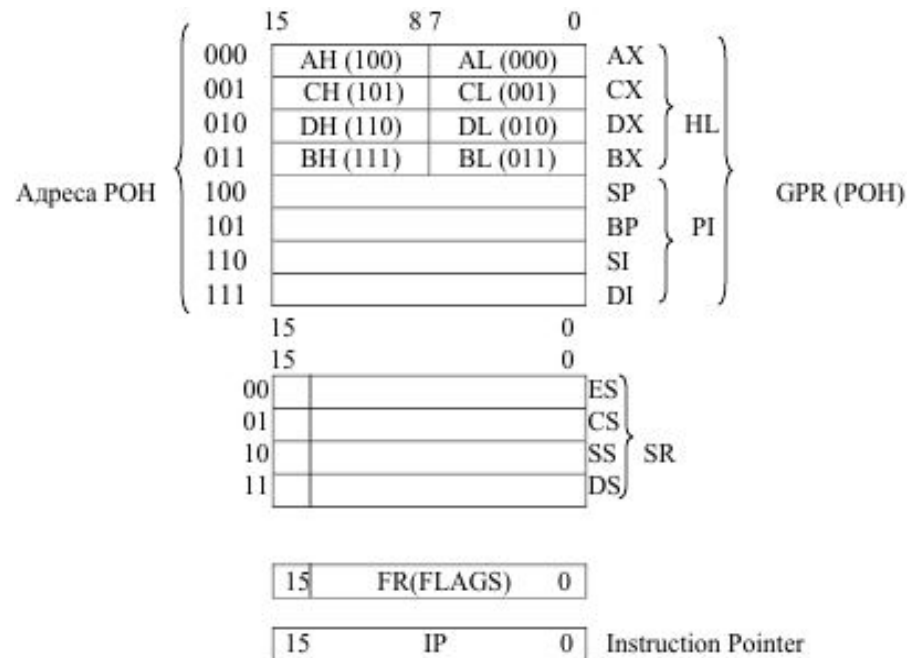 15 8 7 0
000 AH (100) AL (000) AX
001 CH (101) CL (001) CX
010 DH (110) DL (010) DX HL
011 BH (111) BL (011) BX
Адреса РОН 100 SP GPR (РОН)
101 BP PI
110 SI
111 DI
15 0
15 0
00 ES
01 CS
10 SS SR
11 DS
15 FR(FLAGS) 0
15 IP 0 Instruction Pointer